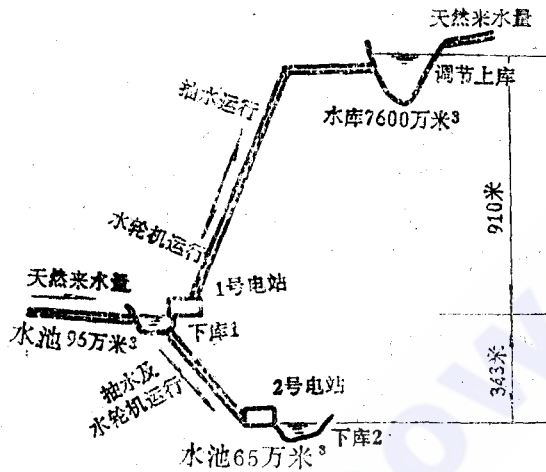 天然来水量
调节上库
水库7600万米³
抽水运行
910米
水轮机运行
天然来水量
1号电站
水池95万米³
下库1
343米
抽水及
水轮机运行
2号电站
下库2
水池65万米³